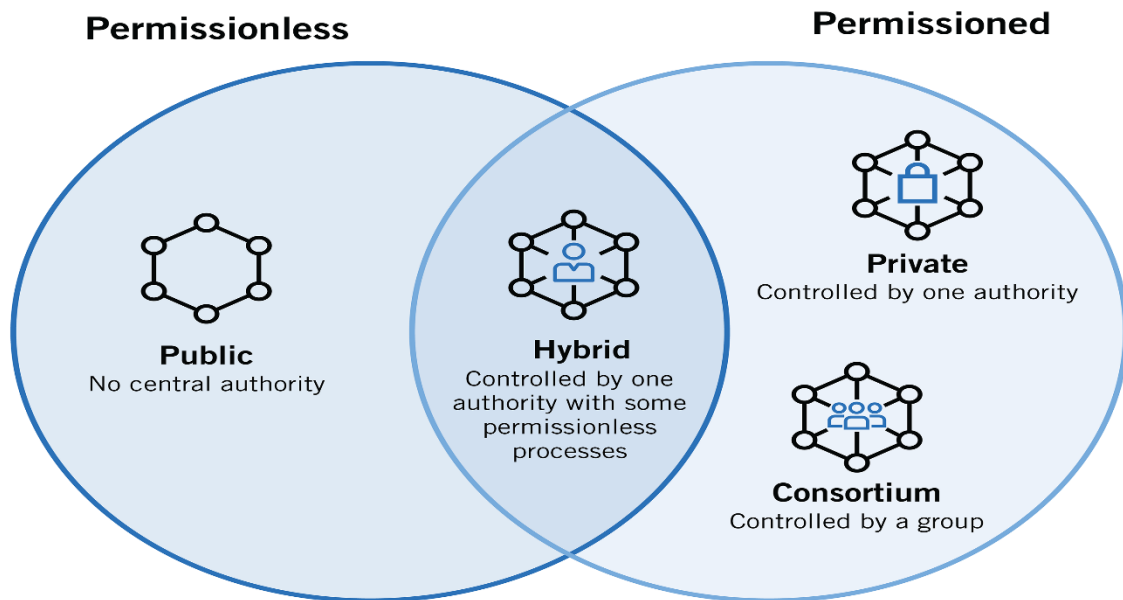 Permissionless
Permissioned
Public
No central authority
Hybrid
Controlled by one
authority with some
permissionless
processes
Private
Controlled by one authority
Consortium
Controlled by a group